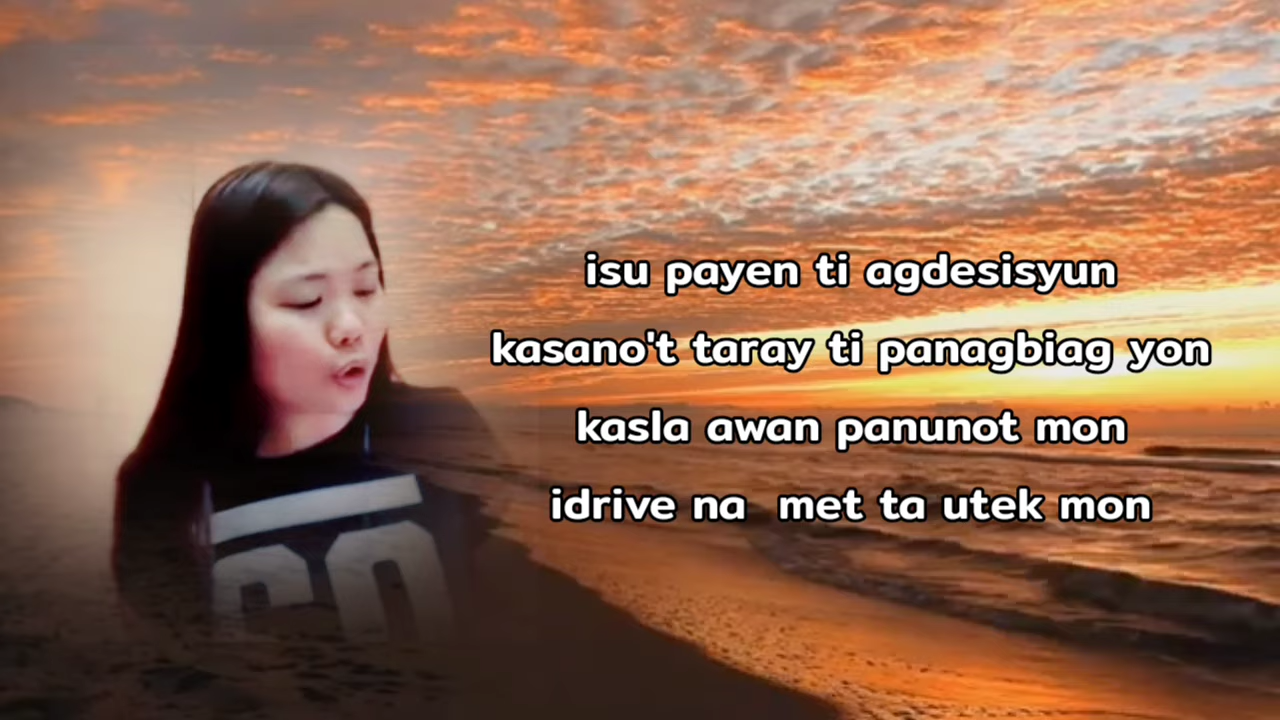 isu payen ti agdesisyun
kasano't taray ti panagbiag yon
kasla awan panunot mon
idrive na met ta utek mon